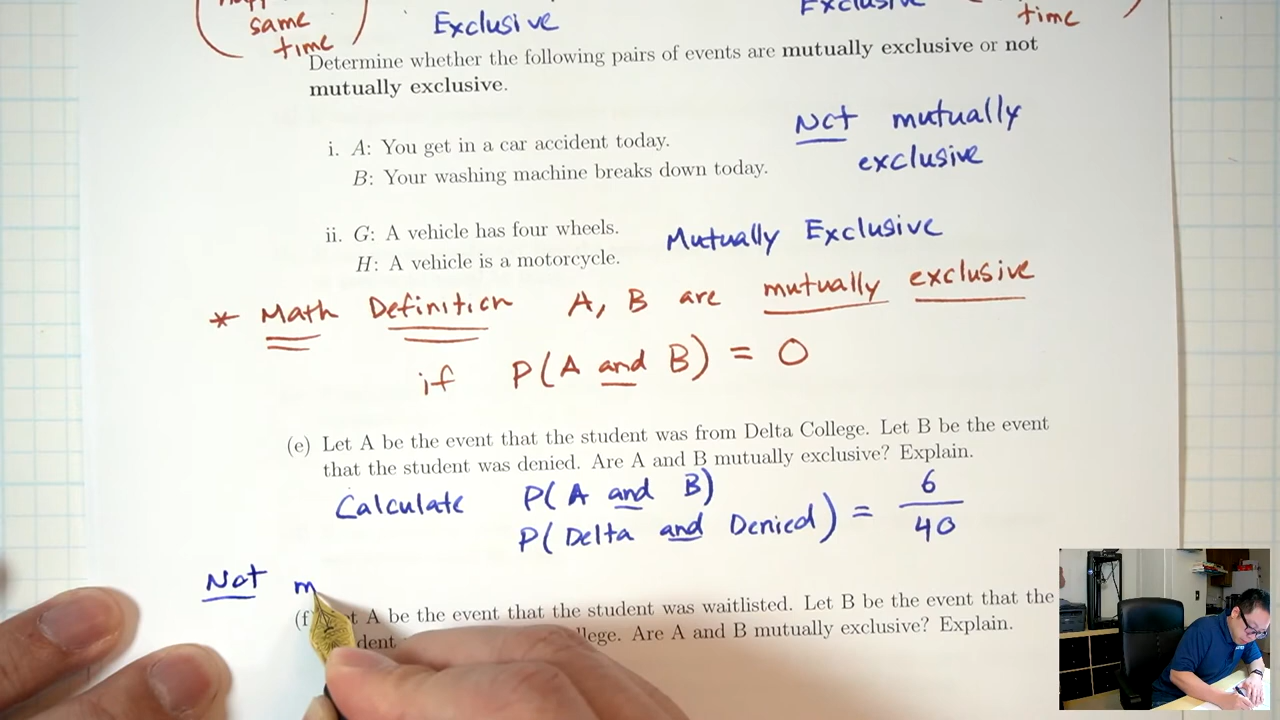 same
time
Exclusive
Exclusive
time
Determine whether the following pairs of events are mutually exclusive or not
mutually exclusive.
i. A: You get in a car accident today.
B: Your washing machine breaks down today.
Not mutually
exclusive
ii. G: A vehicle has four wheels.
H: A vehicle is a motorcycle.
Mutually Exclusive
* Math Definition A, B are mutually exclusive
if P(A and B) = 0
(e) Let A be the event that the student was from Delta College. Let B be the event
that the student was denied. Are A and B mutually exclusive? Explain.
Calculate P(A and B)
P(Delta and Denied) = 6/40
Not m
(f) A be the event that the student was waitlisted. Let B be the event that the
Are A and B mutually exclusive? Explain.